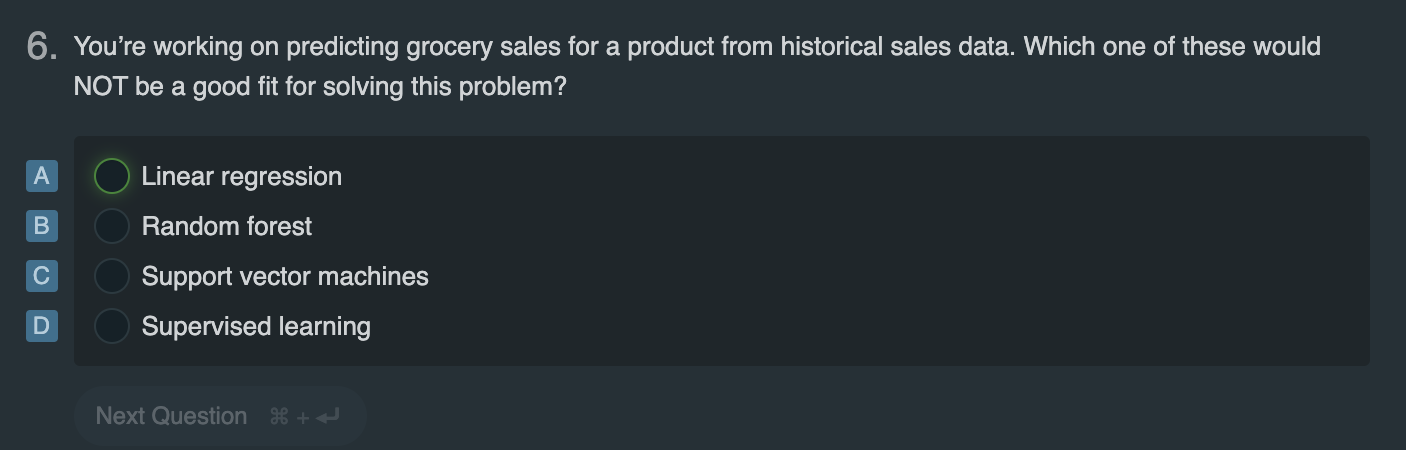 6. You’re working on predicting grocery sales for a product from historical sales data. Which one of these would
NOT be a good fit for solving this problem?
A Linear regression
B Random forest
C Support vector machines
D Supervised learning
Next Question ⌘ + ↵